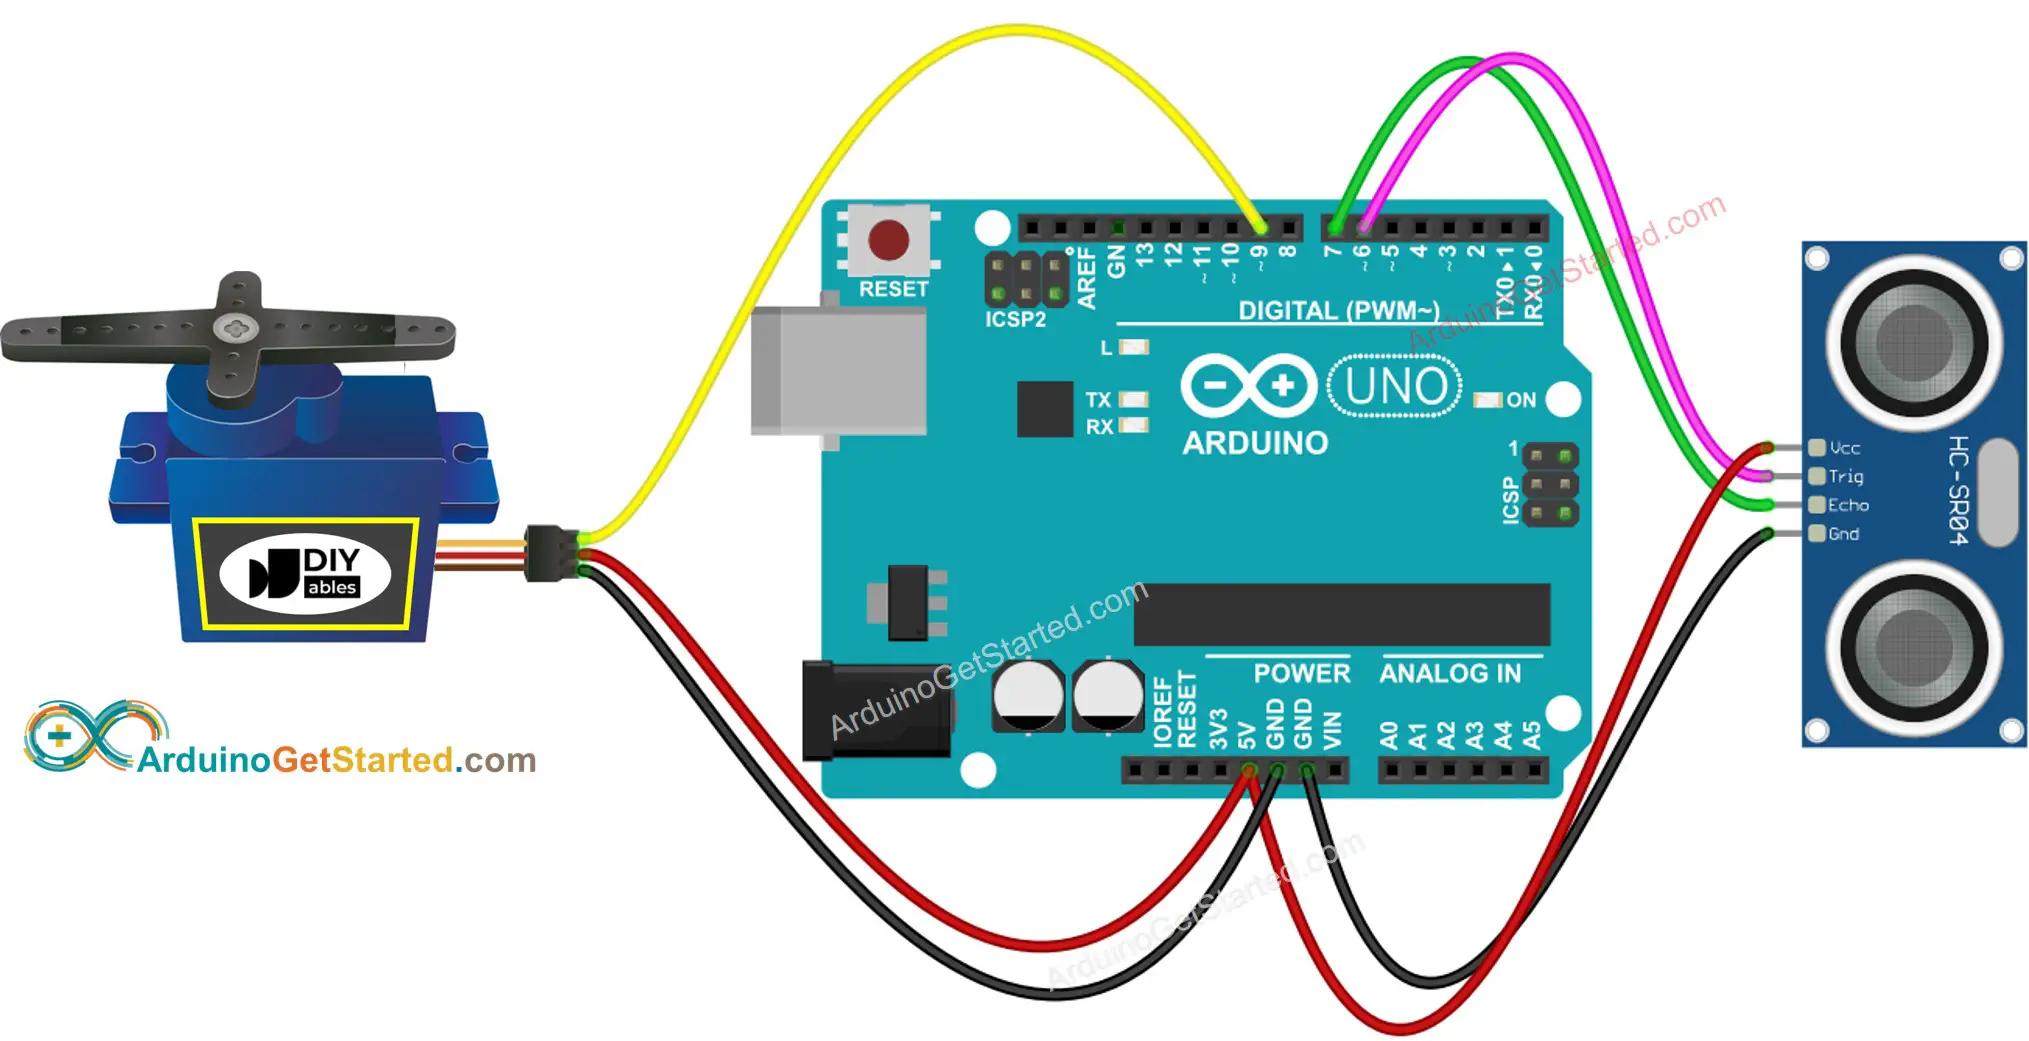 RESET
ICSP2
AREF
GN
13
12
~11
~10
~9
8
7
~6
~5
4
~3
2
TX0▸1
RX0◂0
DIGITAL (PWM~)
L
TX
RX
UNO
ARDUINO
ON
1
ICSP
Vcc
Trig
Echo
Gnd
HC-SR04
DIY
ables
POWER
ANALOG IN
IOREF
RESET
3V3
5V
GND
GND
VIN
A0
A1
A2
A3
A4
A5
ArduinoGetStarted.com
ArduinoGetStarted.com
ArduinoGetStarted.com
ArduinoGetStarted.com